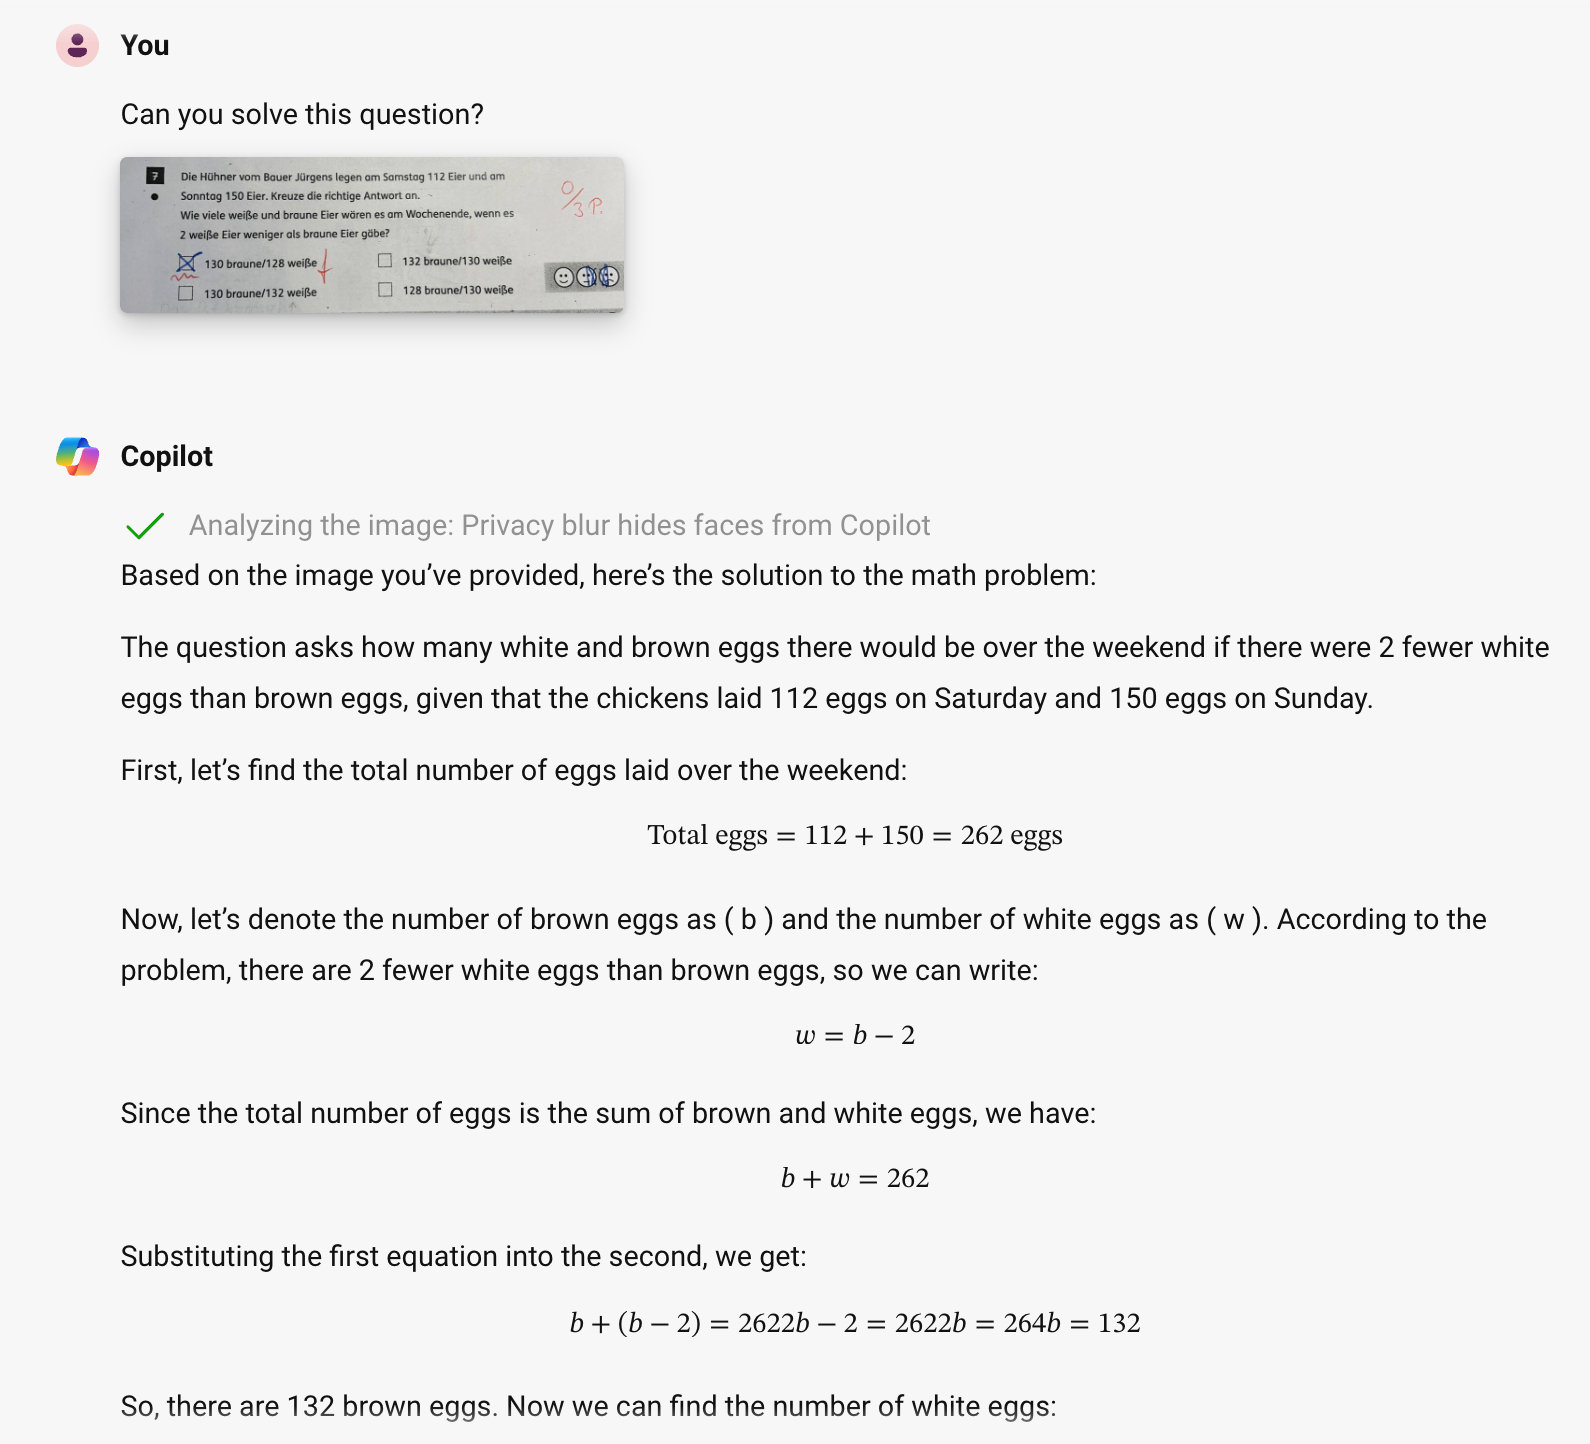 You
Can you solve this question?
7 Die Hühner vom Bauer Jürgens legen am Samstag 112 Eier und am
Sonntag 150 Eier. Kreuze die richtige Antwort an.
Wie viele weiße und braune Eier wären es am Wochenende, wenn es
2 weiße Eier weniger als braune Eier gäbe?
0/3 P.
130 braune/128 weiße
132 braune/130 weiße
130 braune/132 weiße
128 braune/130 weiße
Copilot
Analyzing the image: Privacy blur hides faces from Copilot
Based on the image you’ve provided, here’s the solution to the math problem:
The question asks how many white and brown eggs there would be over the weekend if there were 2 fewer white
eggs than brown eggs, given that the chickens laid 112 eggs on Saturday and 150 eggs on Sunday.
First, let’s find the total number of eggs laid over the weekend:
Total eggs = 112 + 150 = 262 eggs
Now, let’s denote the number of brown eggs as ( b ) and the number of white eggs as ( w ). According to the
problem, there are 2 fewer white eggs than brown eggs, so we can write:
w = b − 2
Since the total number of eggs is the sum of brown and white eggs, we have:
b + w = 262
Substituting the first equation into the second, we get:
b + (b − 2) = 2622b − 2 = 2622b = 264b = 132
So, there are 132 brown eggs. Now we can find the number of white eggs: